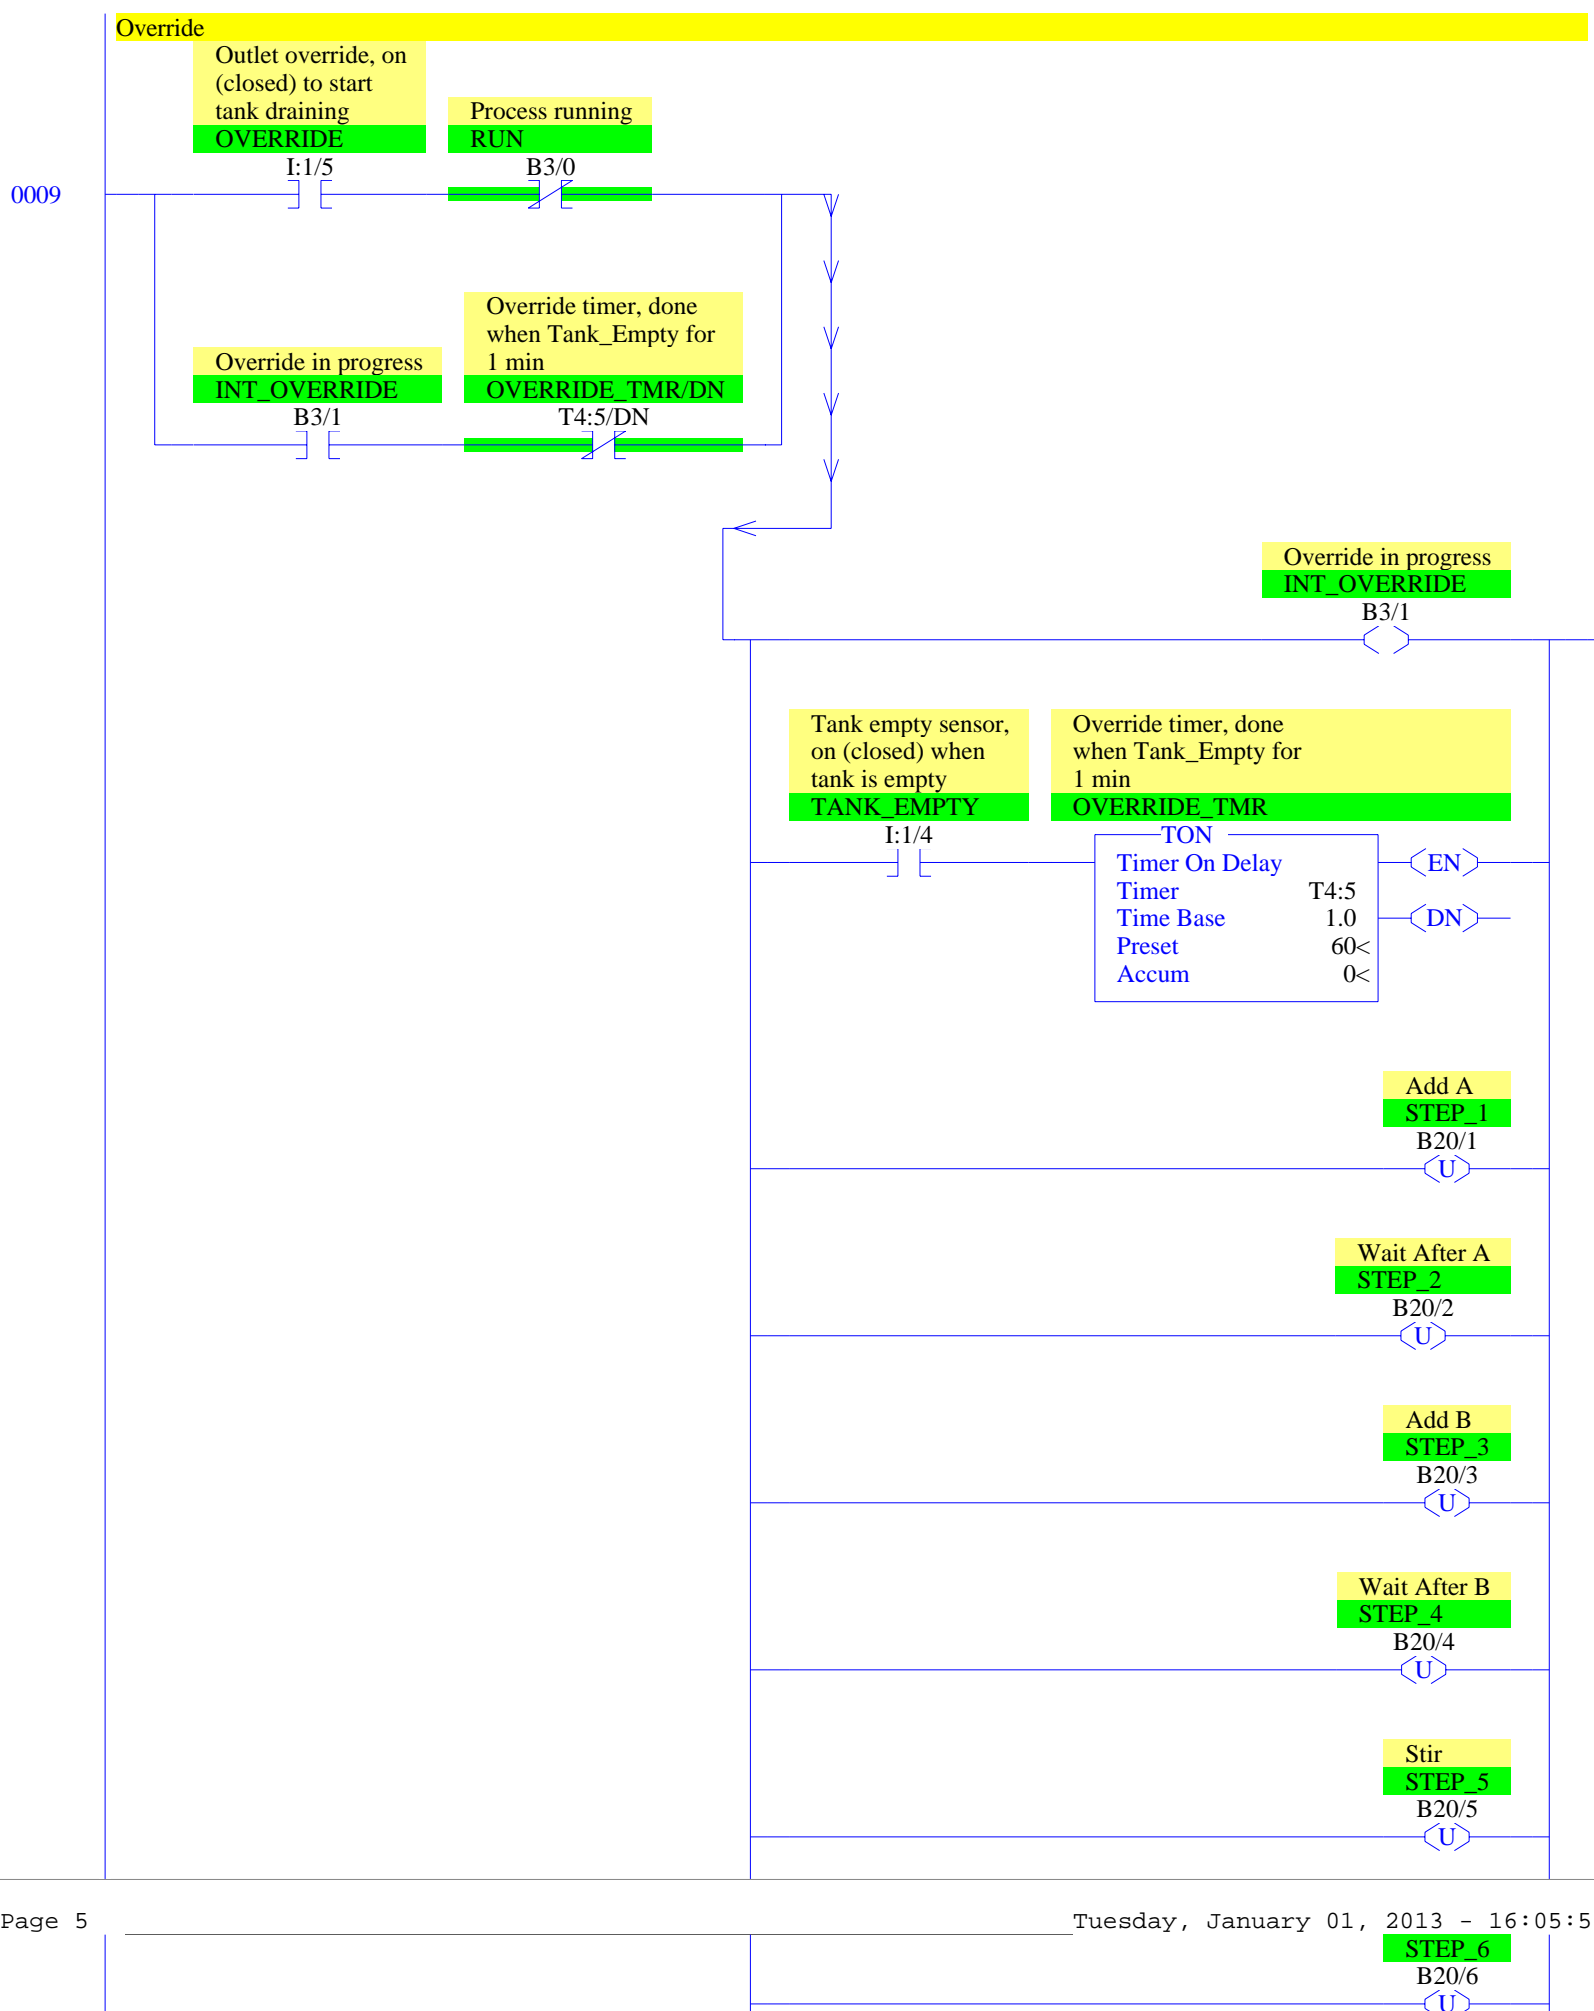 Override
Outlet override, on
(closed) to start
tank draining
OVERRIDE
I:1/5
Process running
RUN
B3/0
0009
Override in progress
INT_OVERRIDE
B3/1
Override timer, done
when Tank_Empty for
1 min
OVERRIDE_TMR/DN
T4:5/DN
Override in progress
INT_OVERRIDE
B3/1
Tank empty sensor,
on (closed) when
tank is empty
TANK_EMPTY
I:1/4
Override timer, done
when Tank_Empty for
1 min
OVERRIDE_TMR
TON
Timer On Delay
Timer T4:5
Time Base 1.0
Preset 60<
Accum 0<
EN
DN
Add A
STEP_1
B20/1
U
Wait After A
STEP_2
B20/2
U
Add B
STEP_3
B20/3
U
Wait After B
STEP_4
B20/4
U
Stir
STEP_5
B20/5
U
Page 5 Tuesday, January 01, 2013 - 16:05:5
STEP_6
B20/6
U